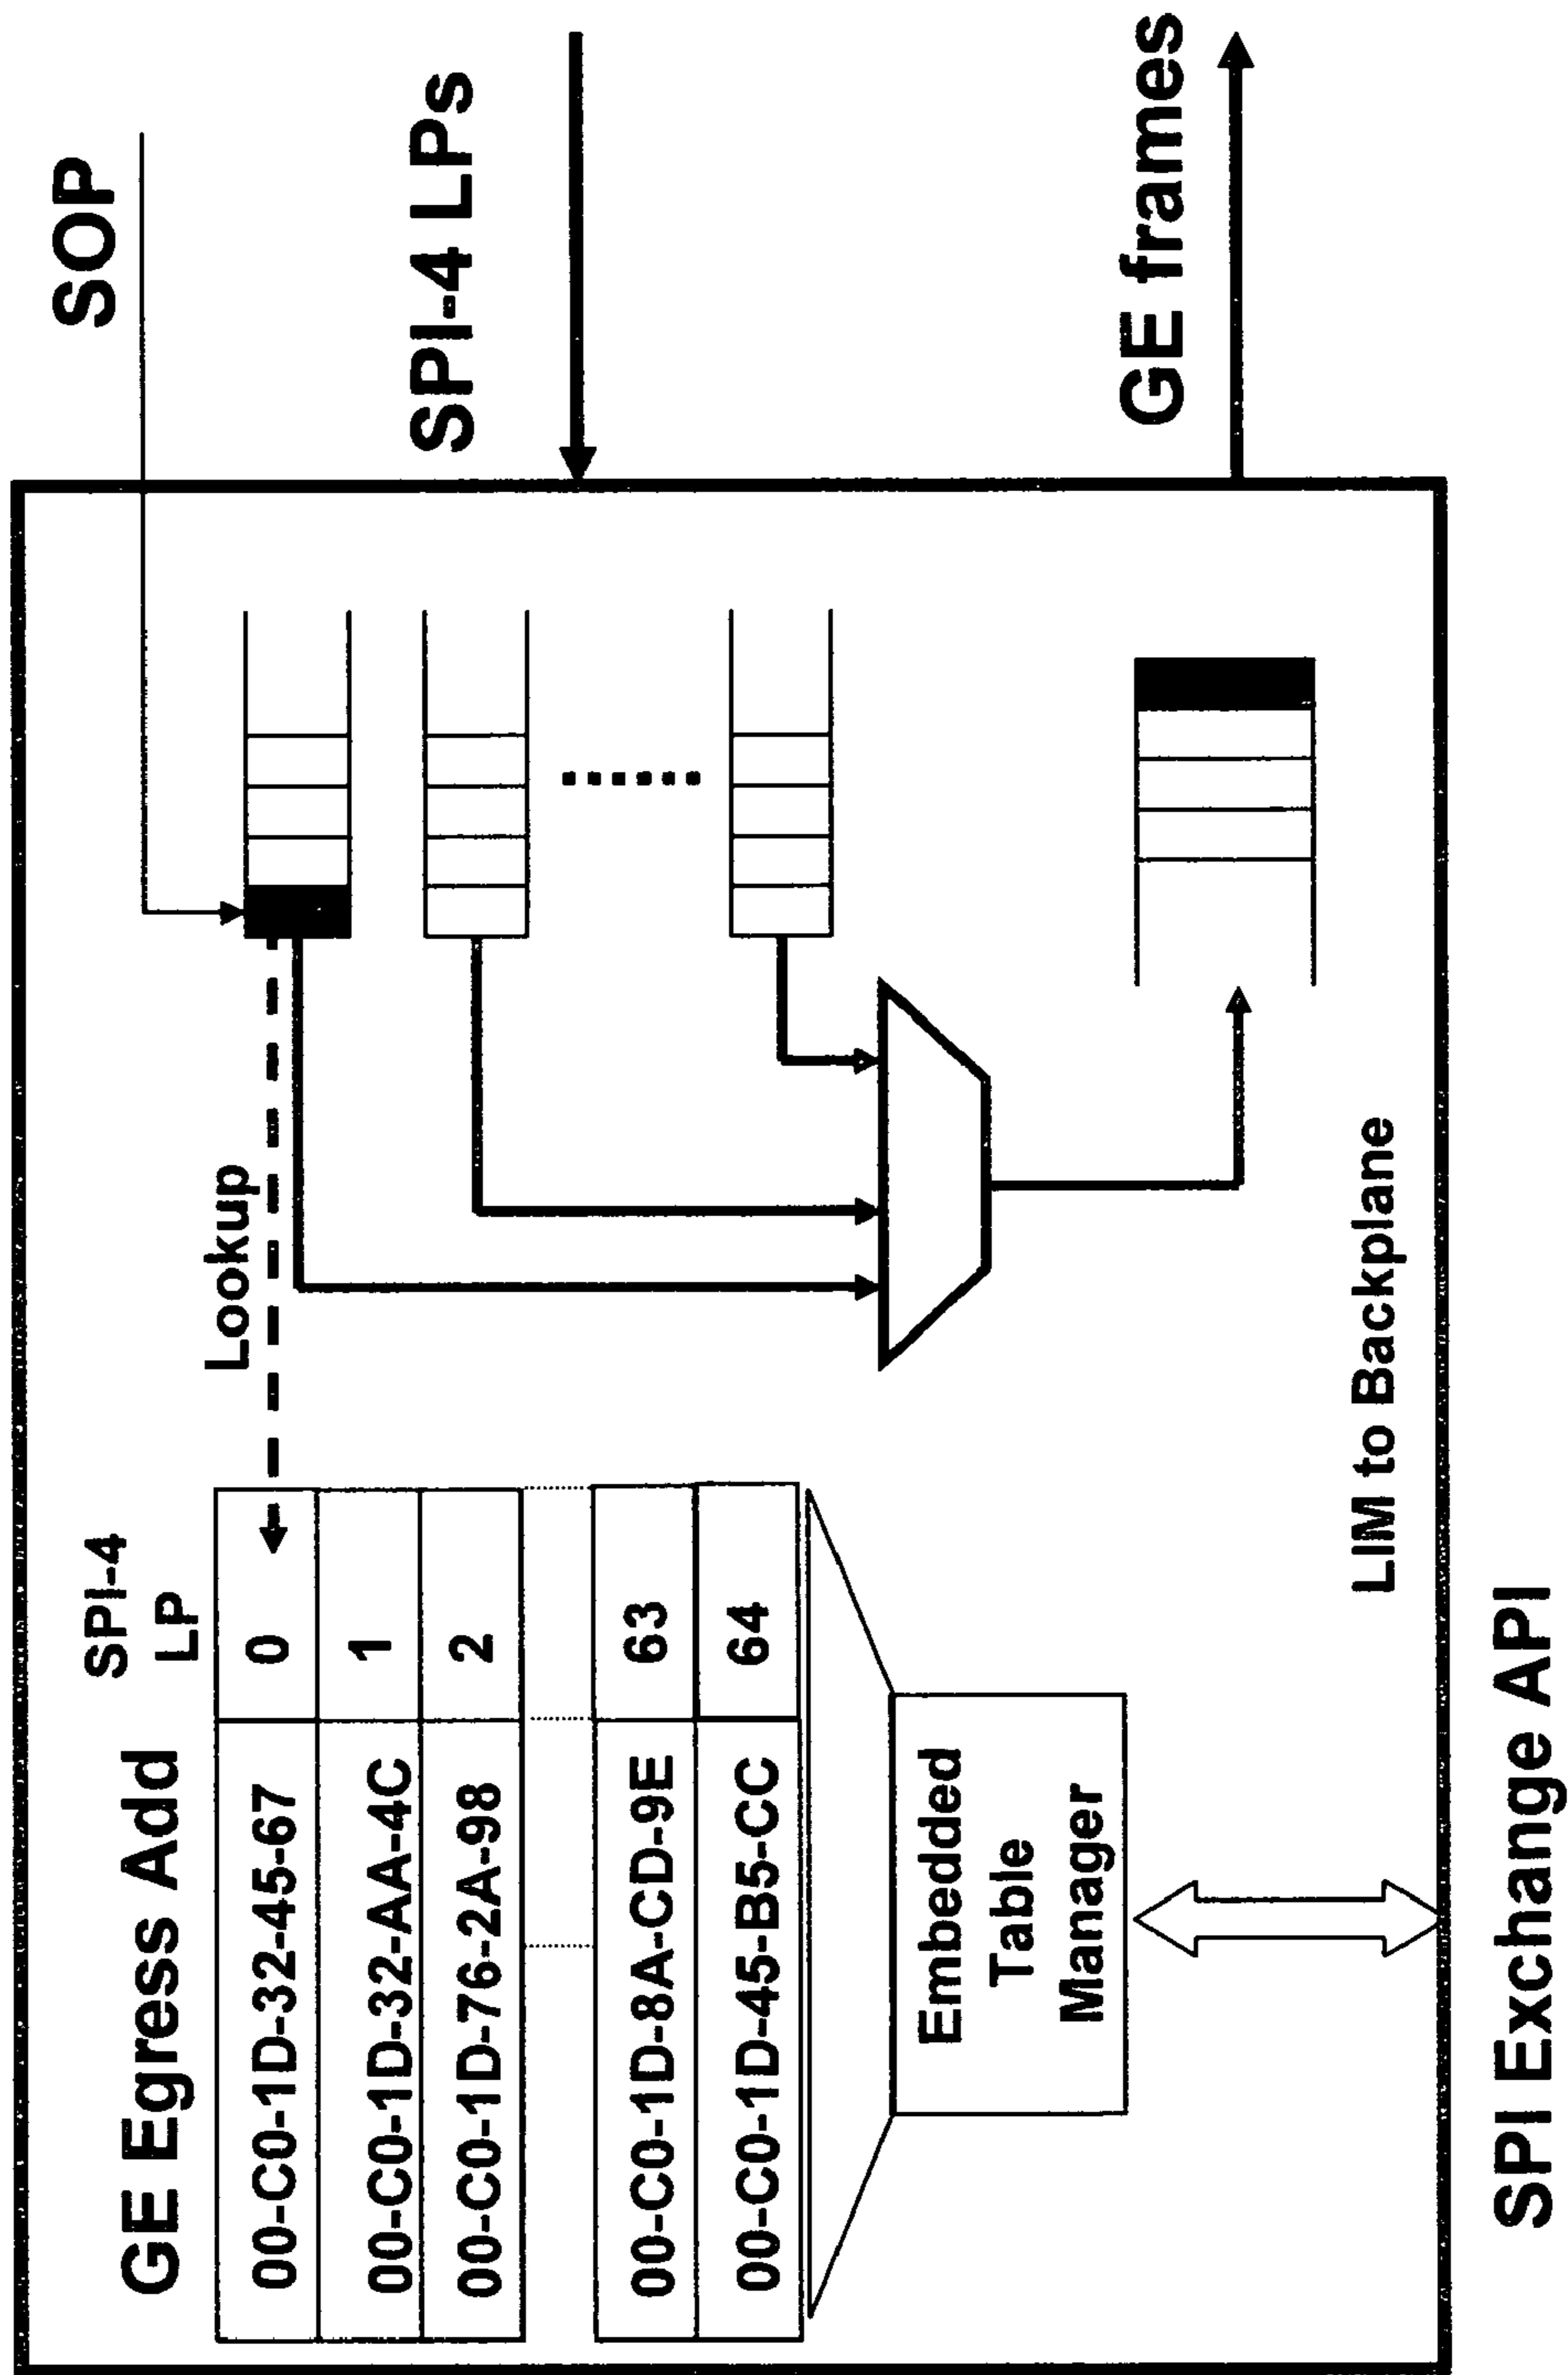 SOP
SPI-4 LPs
GE frames
Lookup
SPI-4
LP
GE Egress Add
00-C0-1D-32-45-67 0
00-C0-1D-32-AA-4C 1
00-C0-1D-76-2A-98 2
00-C0-1D-8A-CD-9E 63
00-C0-1D-45-B5-CC 64
Embedded
Table
Manager
LIM to Backplane
SPI Exchange API